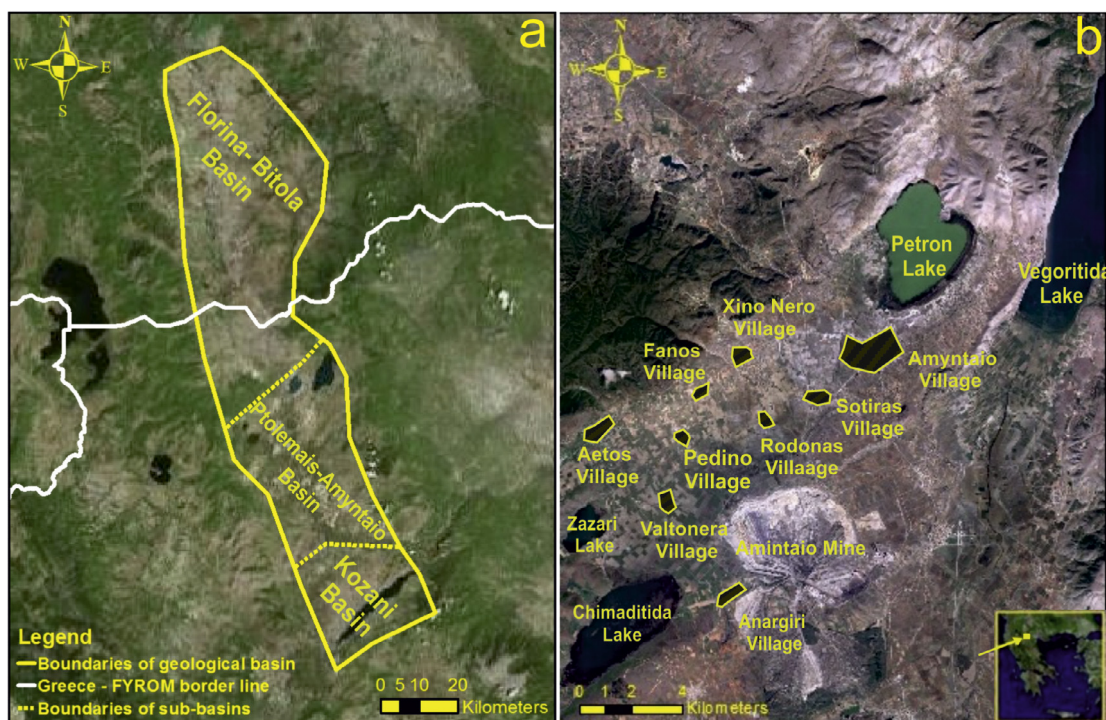 a
N
W
E
S
Florina- Bitola
Basin
Ptolemais-Amyntaio
Basin
Kozani
Basin
Legend
Boundaries of geological basin
Greece - FYROM border line
Boundaries of sub-basins
0 5 10 20
Kilometers
b
N
W
E
S
Petron
Lake
Vegoritida
Lake
Xino Nero
Village
Fanos
Village
Amyntaio
Village
Sotiras
Village
Aetos
Village
Pedino
Village
Rodonas
Villaage
Zazari
Lake
Valtonera
Village
Amintaio Mine
Chimaditida
Lake
Anargiri
Village
0 1 2 4
Kilometers